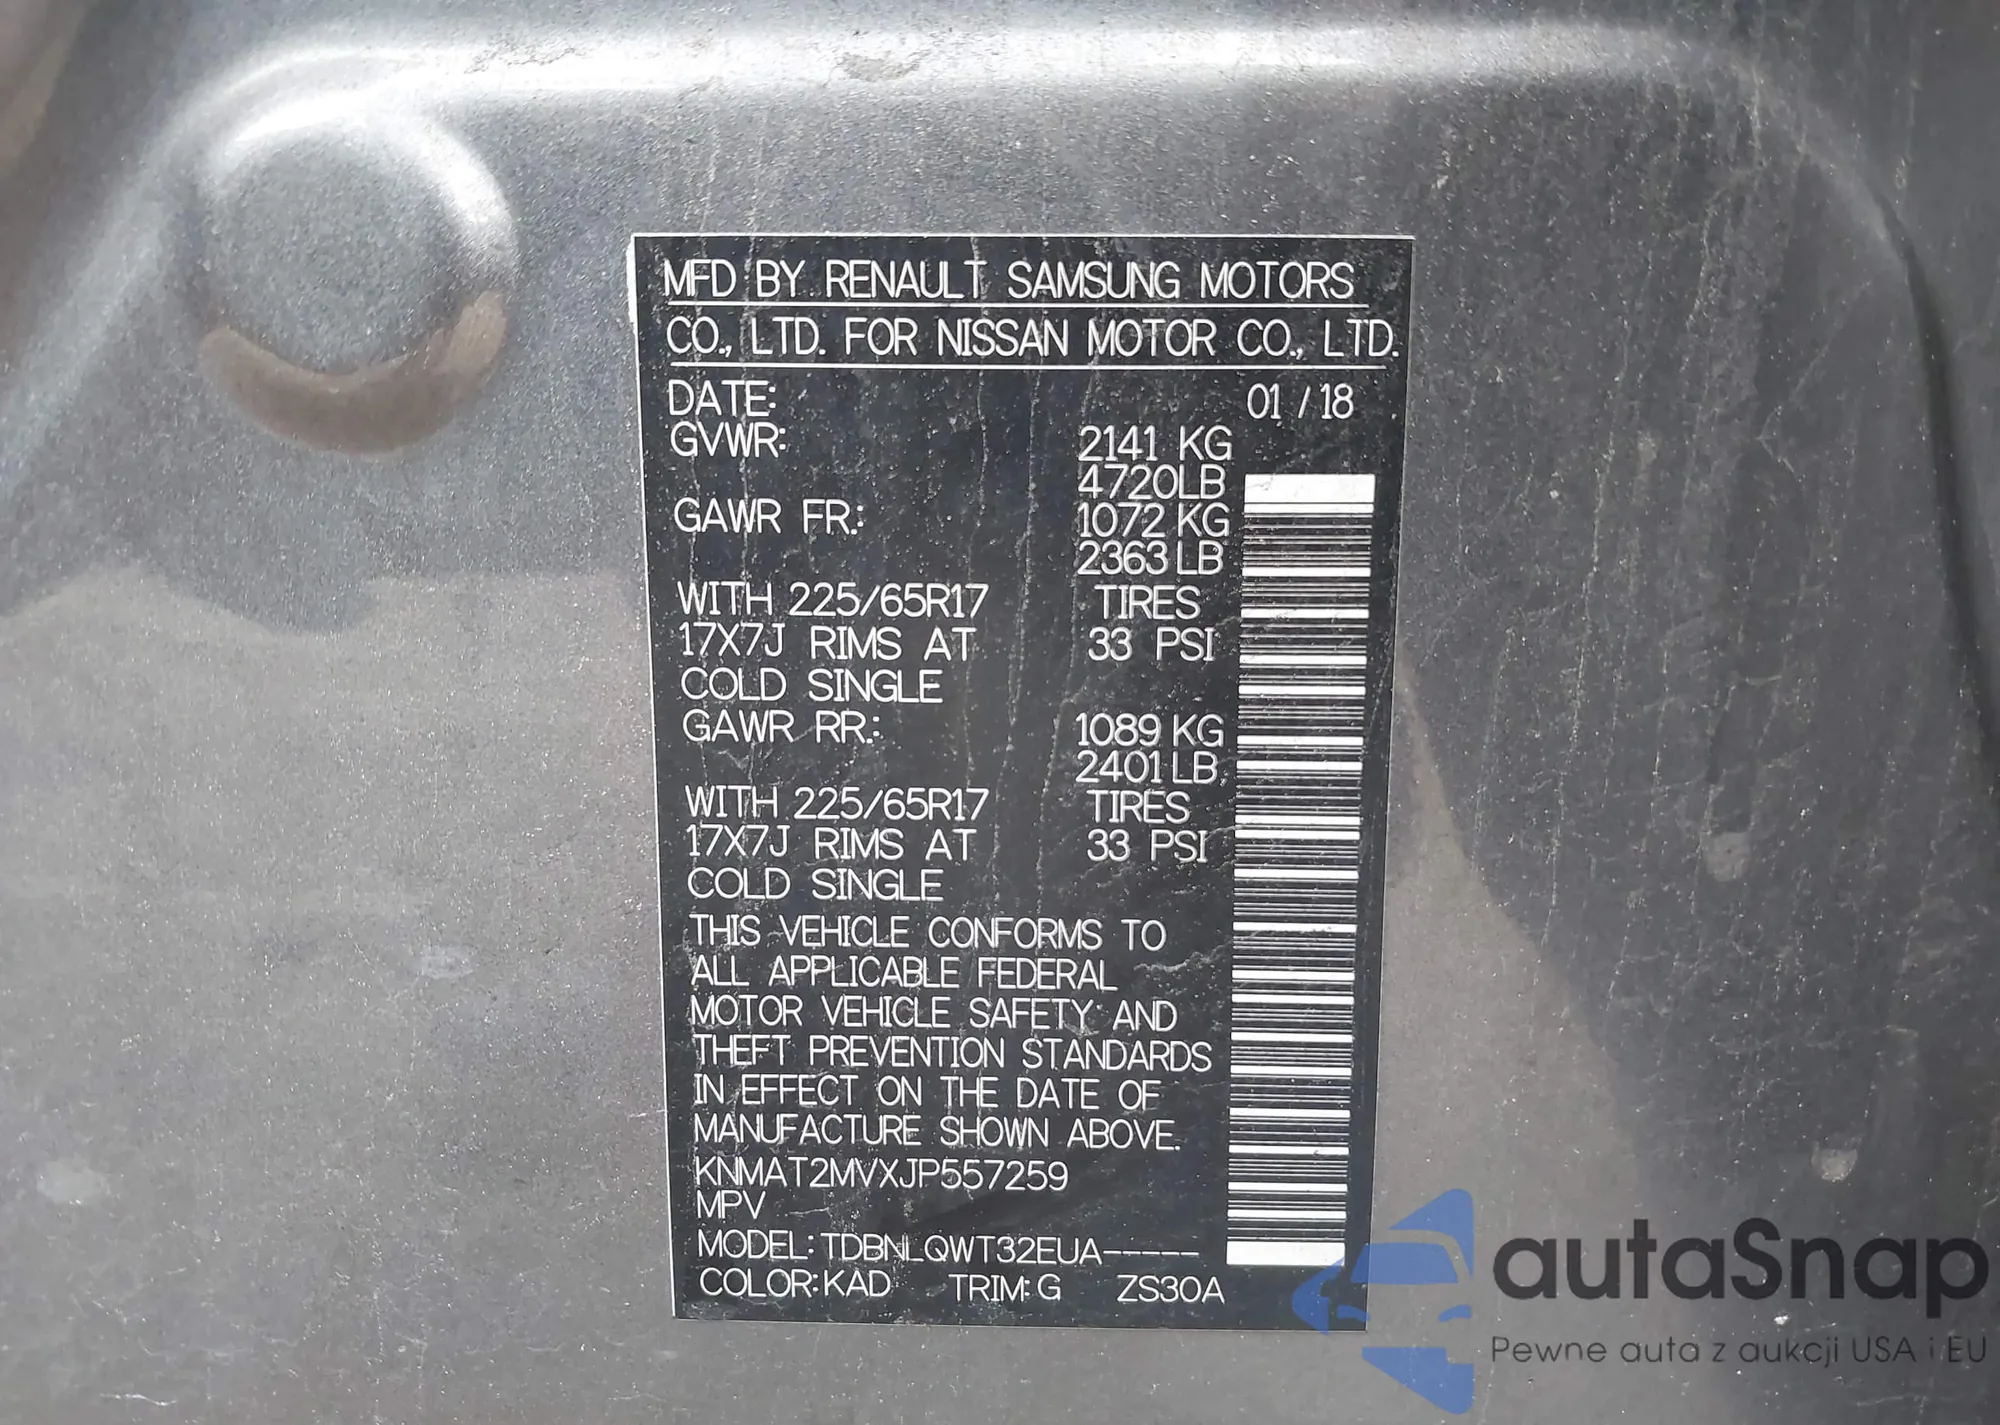 MFD BY RENAULT SAMSUNG MOTORS
CO., LTD. FOR NISSAN MOTOR CO., LTD.
DATE: 01 / 18
GVWR: 2141 KG
4720LB
GAWR FR.: 1072 KG
2363 LB
WITH 225/65R17 TIRES
17X7J RIMS AT 33 PSI
COLD SINGLE
GAWR RR.: 1089 KG
2401 LB
WITH 225/65R17 TIRES
17X7J RIMS AT 33 PSI
COLD SINGLE
THIS VEHICLE CONFORMS TO
ALL APPLICABLE FEDERAL
MOTOR VEHICLE SAFETY AND
THEFT PREVENTION STANDARDS
IN EFFECT ON THE DATE OF
MANUFACTURE SHOWN ABOVE.
KNMAT2MVXJP557259
MPV
MODEL: TDBNLQWT32EUA-----
COLOR: KAD TRIM: G ZS30A
autaSnap
Pewne auta z aukcji USA i EU